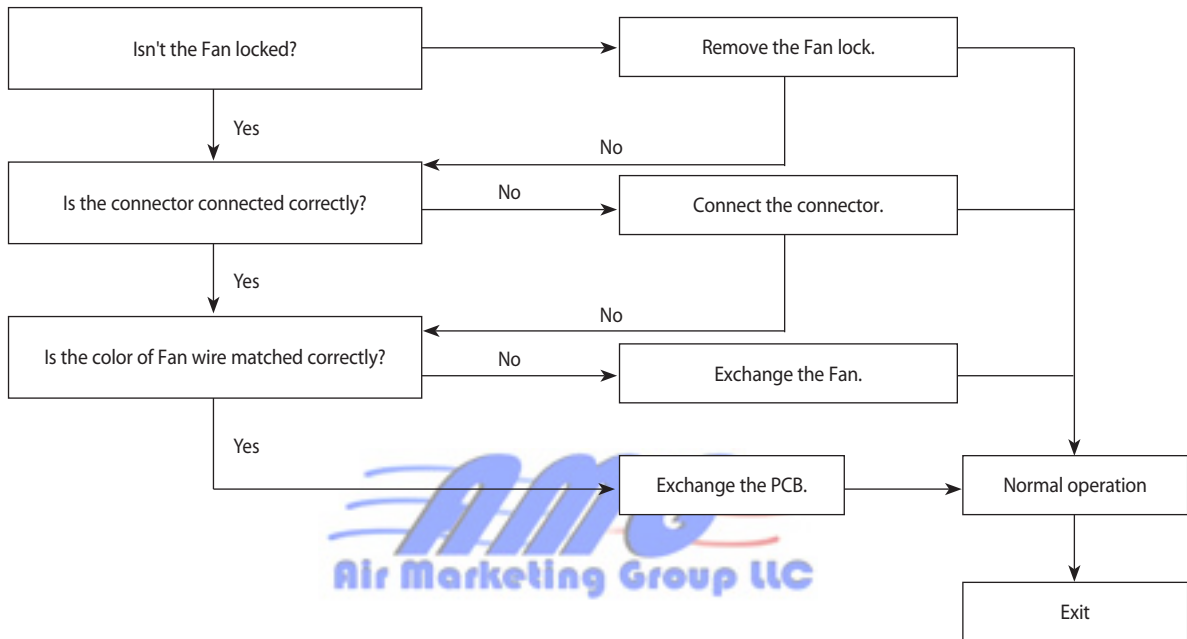 Isn't the Fan locked?
Remove the Fan lock.
Yes
No
Is the connector connected correctly?
No
Connect the connector.
Yes
No
Is the color of Fan wire matched correctly?
No
Exchange the Fan.
Yes
Exchange the PCB.
Normal operation
AMG
Air Marketing Group LLC
Exit